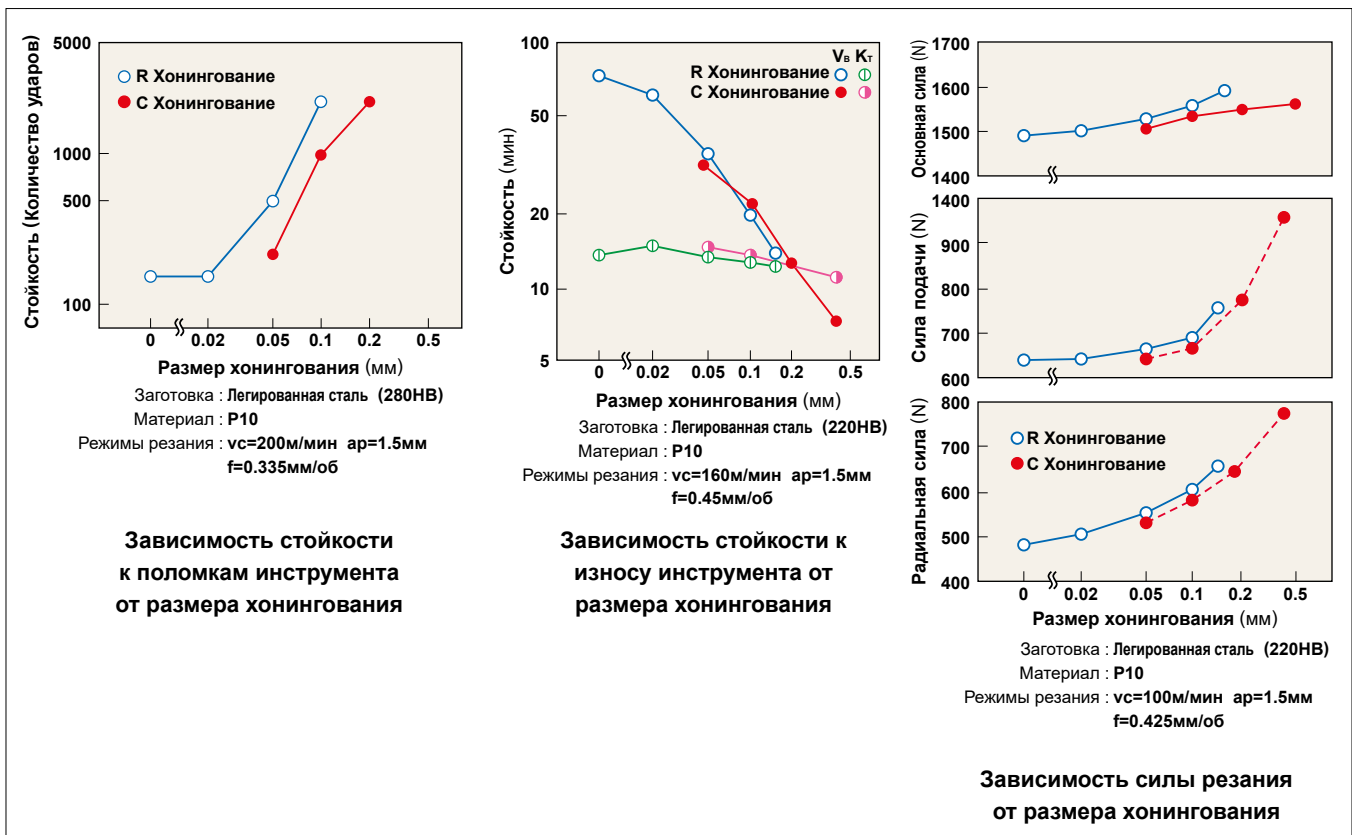 5000
1000
500
100
Стойкость (Количество ударов)
R Хонингование
C Хонингование
0 0.02 0.05 0.1 0.2 0.5
Размер хонингования (мм)
Заготовка : Легированная сталь (280HB)
Материал : P10
Режимы резания : vc=200м/мин ap=1.5мм
f=0.335мм/об
Зависимость стойкости
к поломкам инструмента
от размера хонингования
100
50
20
10
5
Стойкость (мин)
VB KT
R Хонингование
C Хонингование
0 0.02 0.05 0.1 0.2 0.5
Размер хонингования (мм)
Заготовка : Легированная сталь (220HB)
Материал : P10
Режимы резания : vc=160м/мин ap=1.5мм
f=0.45мм/об
Зависимость стойкости к
износу инструмента от
размера хонингования
1700
1600
1500
1400
Основная сила (N)
1400
900
800
700
600
Сила подачи (N)
800
700
600
500
400
Радиальная сила (N)
R Хонингование
C Хонингование
0 0.02 0.05 0.1 0.2 0.5
Размер хонингования (мм)
Заготовка : Легированная сталь (220HB)
Материал : P10
Режимы резания : vc=100м/мин ap=1.5мм
f=0.425мм/об
Зависимость силы резания
от размера хонингования